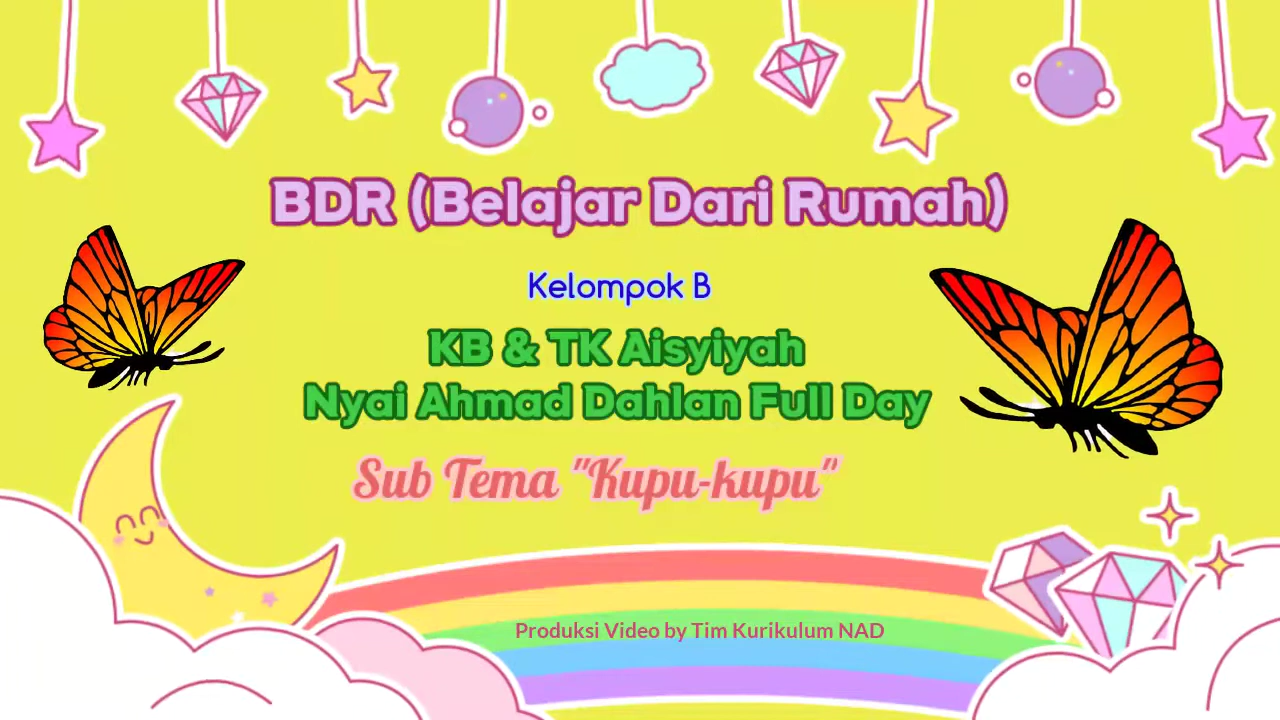 BDR (Belajar Dari Rumah)
Kelompok B
KB & TK Aisyiyah
Nyai Ahmad Dahlan Full Day
Sub Tema "Kupu-kupu"
Produksi Video by Tim Kurikulum NAD